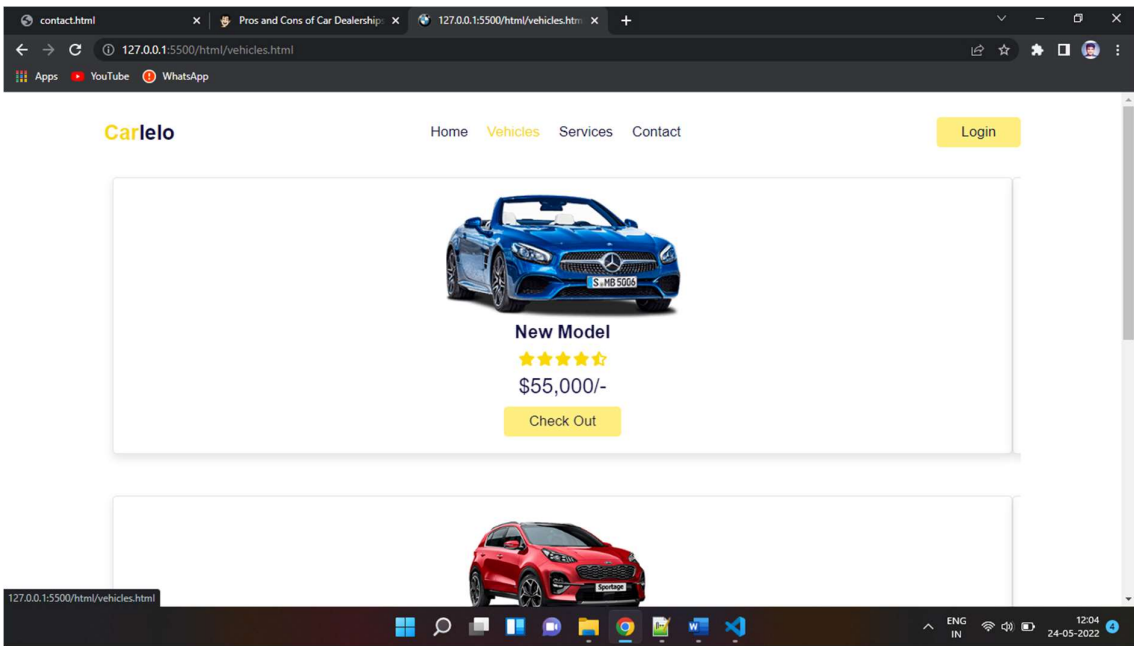 contact.html
Pros and Cons of Car Dealerships
127.0.0.1:5500/html/vehicles.htm
127.0.0.1:5500/html/vehicles.html
Apps YouTube WhatsApp
Carlelo Home Vehicles Services Contact Login
S MB 5006
New Model
$55,000/-
Check Out
Sportage
127.0.0.1:5500/html/vehicles.html
ENG
IN
12:04
24-05-2022
4